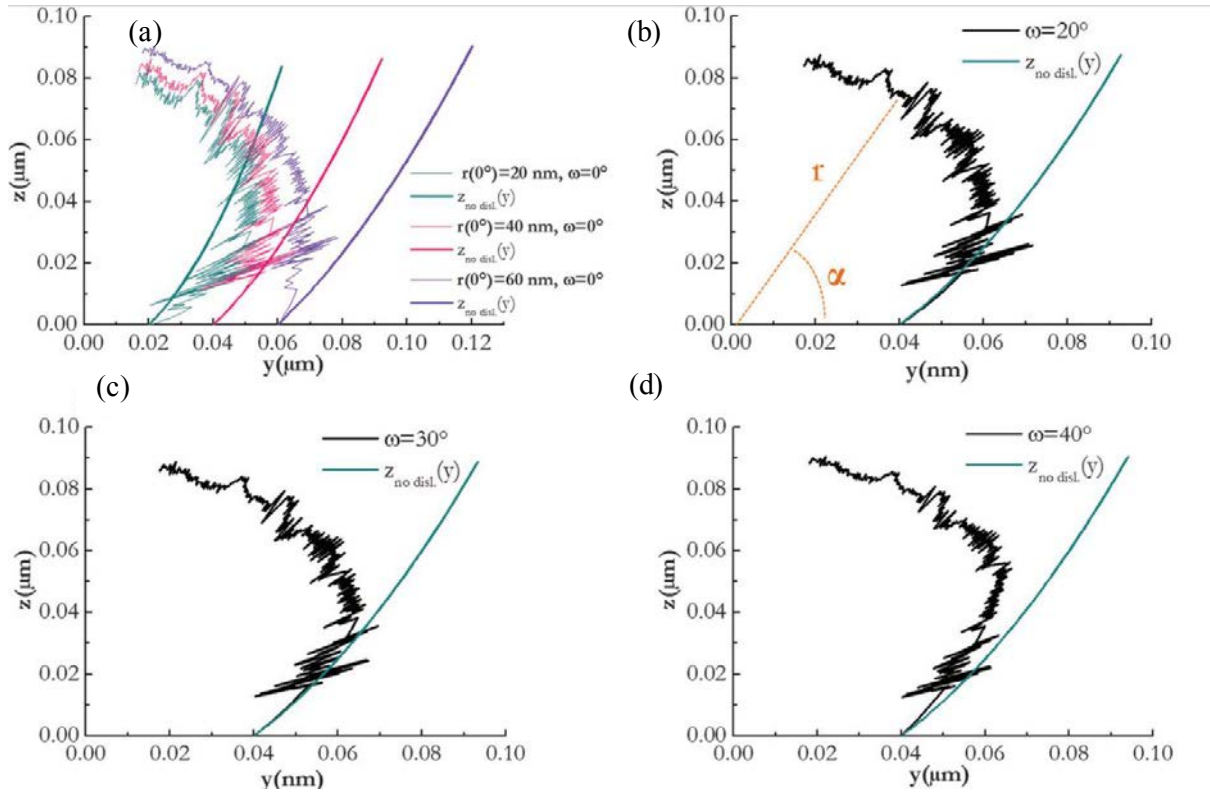 (a)
0.10
0.08
0.06
0.04
0.02
0.00
z(μm)
0.00 0.02 0.04 0.06 0.08 0.10 0.12
y(μm)
r(0°)=20 nm, ω=0°
z no disl.(y)
r(0°)=40 nm, ω=0°
z no disl.(y)
r(0°)=60 nm, ω=0°
z no disl.(y)
(b)
0.10
0.08
0.06
0.04
0.02
0.00
z(μm)
0.00 0.02 0.04 0.06 0.08 0.10
y(nm)
ω=20°
z no disl.(y)
r
α
(c)
0.10
0.08
0.06
0.04
0.02
0.00
z(μm)
0.00 0.02 0.04 0.06 0.08 0.10
y(nm)
ω=30°
z no disl.(y)
(d)
0.10
0.08
0.06
0.04
0.02
0.00
z(μm)
0.00 0.02 0.04 0.06 0.08 0.10
y(μm)
ω=40°
z no disl.(y)